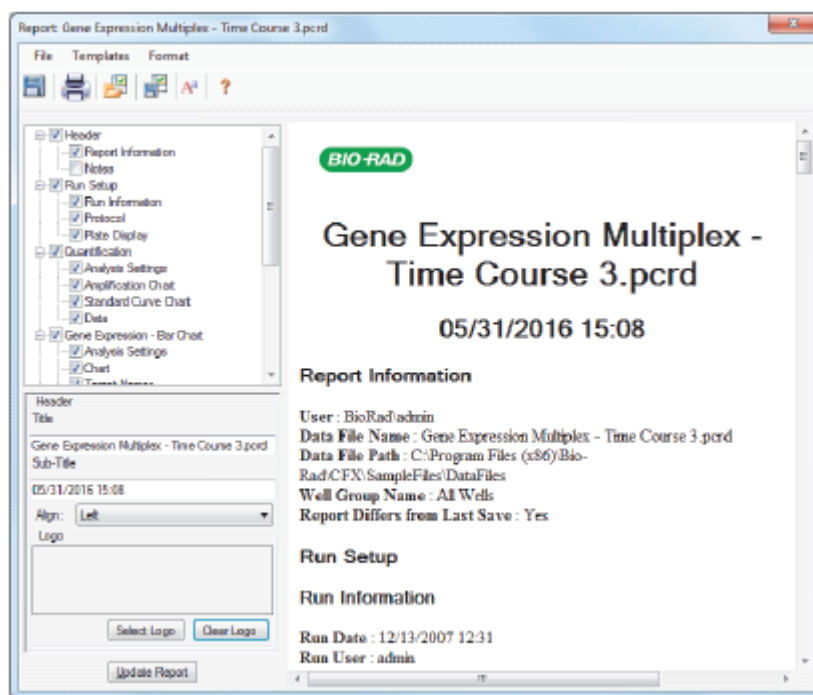 Report: Gene Expression Multiplex - Time Course 3.pcrd
File Templates Format
Aa ?
Header
Report Information
Notes
Run Setup
Run Information
Protocol
Plate Display
Quantification
Analysis Settings
Amplification Chart
Standard Curve Chart
Data
Gene Expression - Bar Chart
Analysis Settings
Chart
Target Names
Header
Title
Gene Expression Multiplex - Time Course 3.pcrd
Sub-Title
05/31/2016 15:08
Align: Left
Logo
Select Logo Clear Logo
Update Report
BIO-RAD
Gene Expression Multiplex -
Time Course 3.pcrd
05/31/2016 15:08
Report Information
User : BioRad\admin
Data File Name : Gene Expression Multiplex - Time Course 3.pcrd
Data File Path : C:\Program Files (x86)\Bio-
Rad\CFX\SampleFiles\DataFiles
Well Group Name : All Wells
Report Differs from Last Save : Yes
Run Setup
Run Information
Run Date : 12/13/2007 12:31
Run User : admin